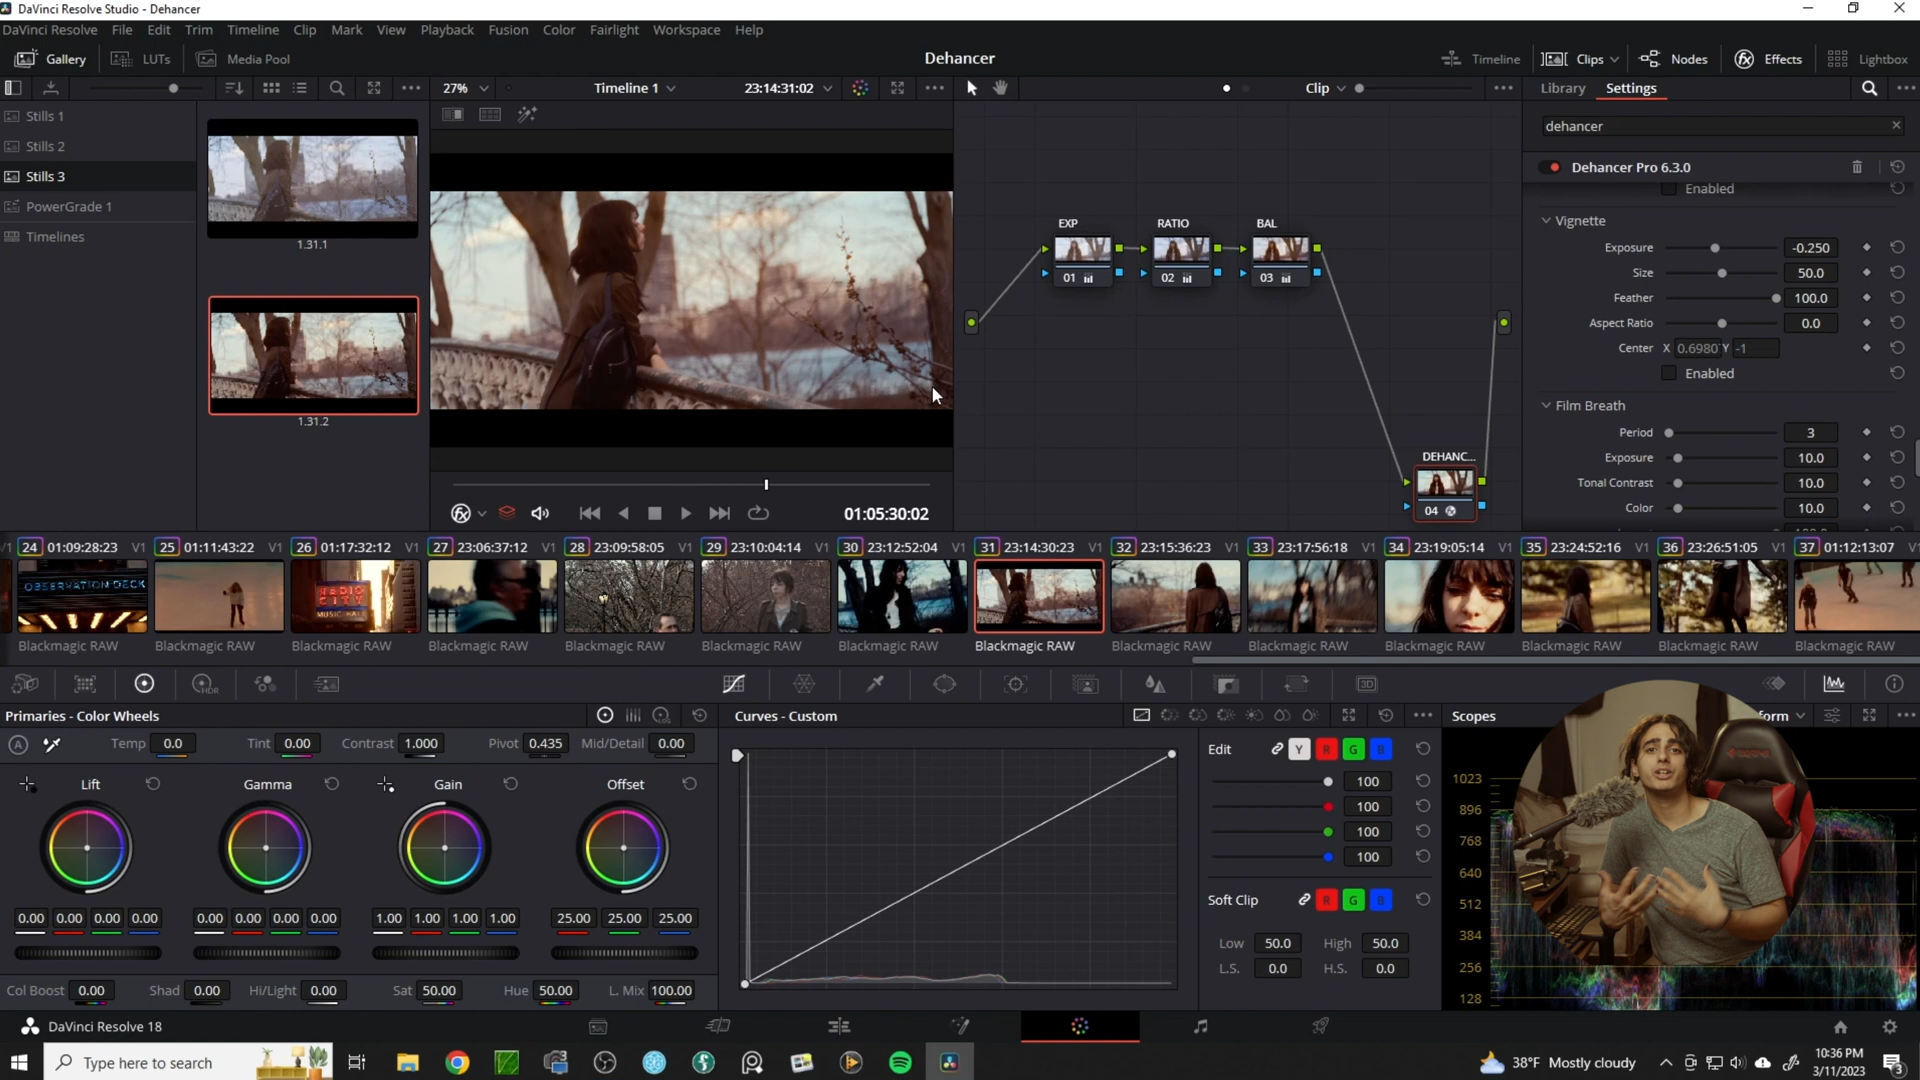 DaVinci Resolve Studio - Dehancer
DaVinci Resolve File Edit Trim Timeline Clip Mark View Playback Fusion Color Fairlight Workspace Help
Gallery LUTs Media Pool Dehancer Timeline Clips Nodes Effects Lightbox
27% Timeline 1 23:14:31:02 Clip Library Settings
Stills 1
Stills 2
Stills 3
PowerGrade 1
Timelines
1.31.1
1.31.2
01:05:30:02
EXP RATIO BAL
01 02 03
DEHANC...
04
dehancer
Dehancer Pro 6.3.0
Enabled
Vignette
Exposure -0.250
Size 50.0
Feather 100.0
Aspect Ratio 0.0
Center X 0.6980 Y -1
Enabled
Film Breath
Period 3
Exposure 10.0
Tonal Contrast 10.0
Color 10.0
24 01:09:28:23 V1 25 01:11:43:22 V1 26 01:17:32:12 V1 27 23:06:37:12 V1 28 23:09:58:05 V1 29 23:10:04:14 V1 30 23:12:52:04 V1 31 23:14:30:23 V1 32 23:15:36:23 V1 33 23:17:56:18 V1 34 23:19:05:14 V1 35 23:24:52:16 V1 36 23:26:51:05 V1 37 01:12:13:07
OBSERVATION DECK
RADIO CITY
MUSIC HALL
Blackmagic RAW Blackmagic RAW Blackmagic RAW Blackmagic RAW Blackmagic RAW Blackmagic RAW Blackmagic RAW Blackmagic RAW Blackmagic RAW Blackmagic RAW Blackmagic RAW Blackmagic RAW Blackmagic RAW Blackmagic RAW
HDR 3D
Primaries - Color Wheels
A Temp 0.0 Tint 0.00 Contrast 1.000 Pivot 0.435 Mid/Detail 0.00
Lift Gamma Gain Offset
0.00 0.00 0.00 0.00 0.00 0.00 0.00 0.00 1.00 1.00 1.00 1.00 25.00 25.00 25.00
Col Boost 0.00 Shad 0.00 Hi/Light 0.00 Sat 50.00 Hue 50.00 L. Mix 100.00
Curves - Custom
Edit Y R G B
100
100
100
100
Soft Clip R G B
Low 50.0 High 50.0
L.S. 0.0 H.S. 0.0
Scopes
form
1023
896
768
640
512
384
256
128
DaVinci Resolve 18
Type here to search
38°F Mostly cloudy
10:36 PM
3/11/2023
3